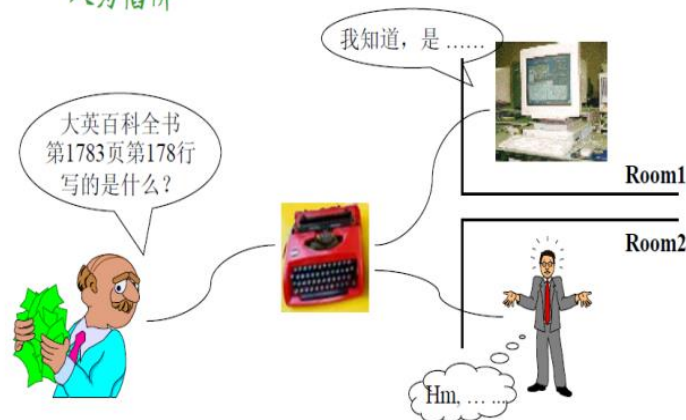 我知道，是 ……
大英百科全书
第1783页第178行
写的是什么？
Room1
Room2
Hm, … ...